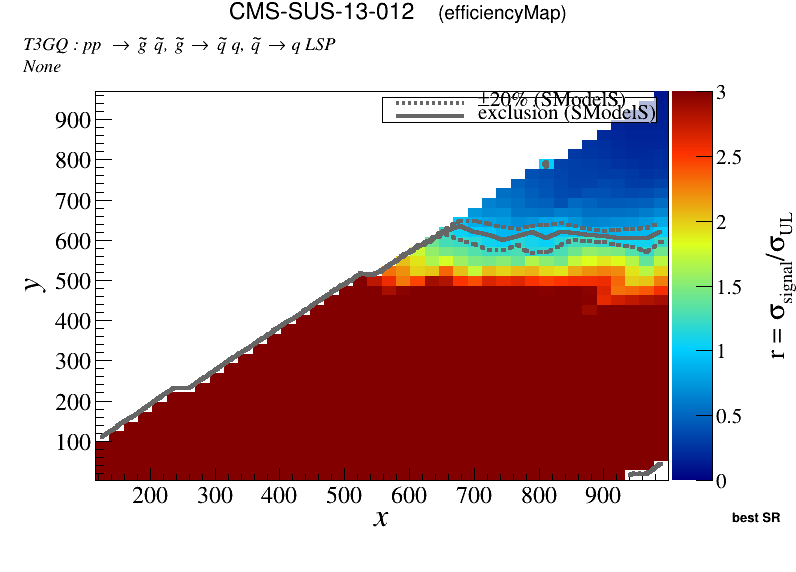 CMS-SUS-13-012 (efficiencyMap)
T3GQ : pp → g̃ q̃, g̃ → q̃ q, q̃ → q LSP
None
±20% (SModelS)
exclusion (SModelS)
900
800
700
600
500
400
300
200
100
y
200 300 400 500 600 700 800 900
x
3
2.5
2
1.5
1
0.5
0
r = σsignal/σUL
best SR